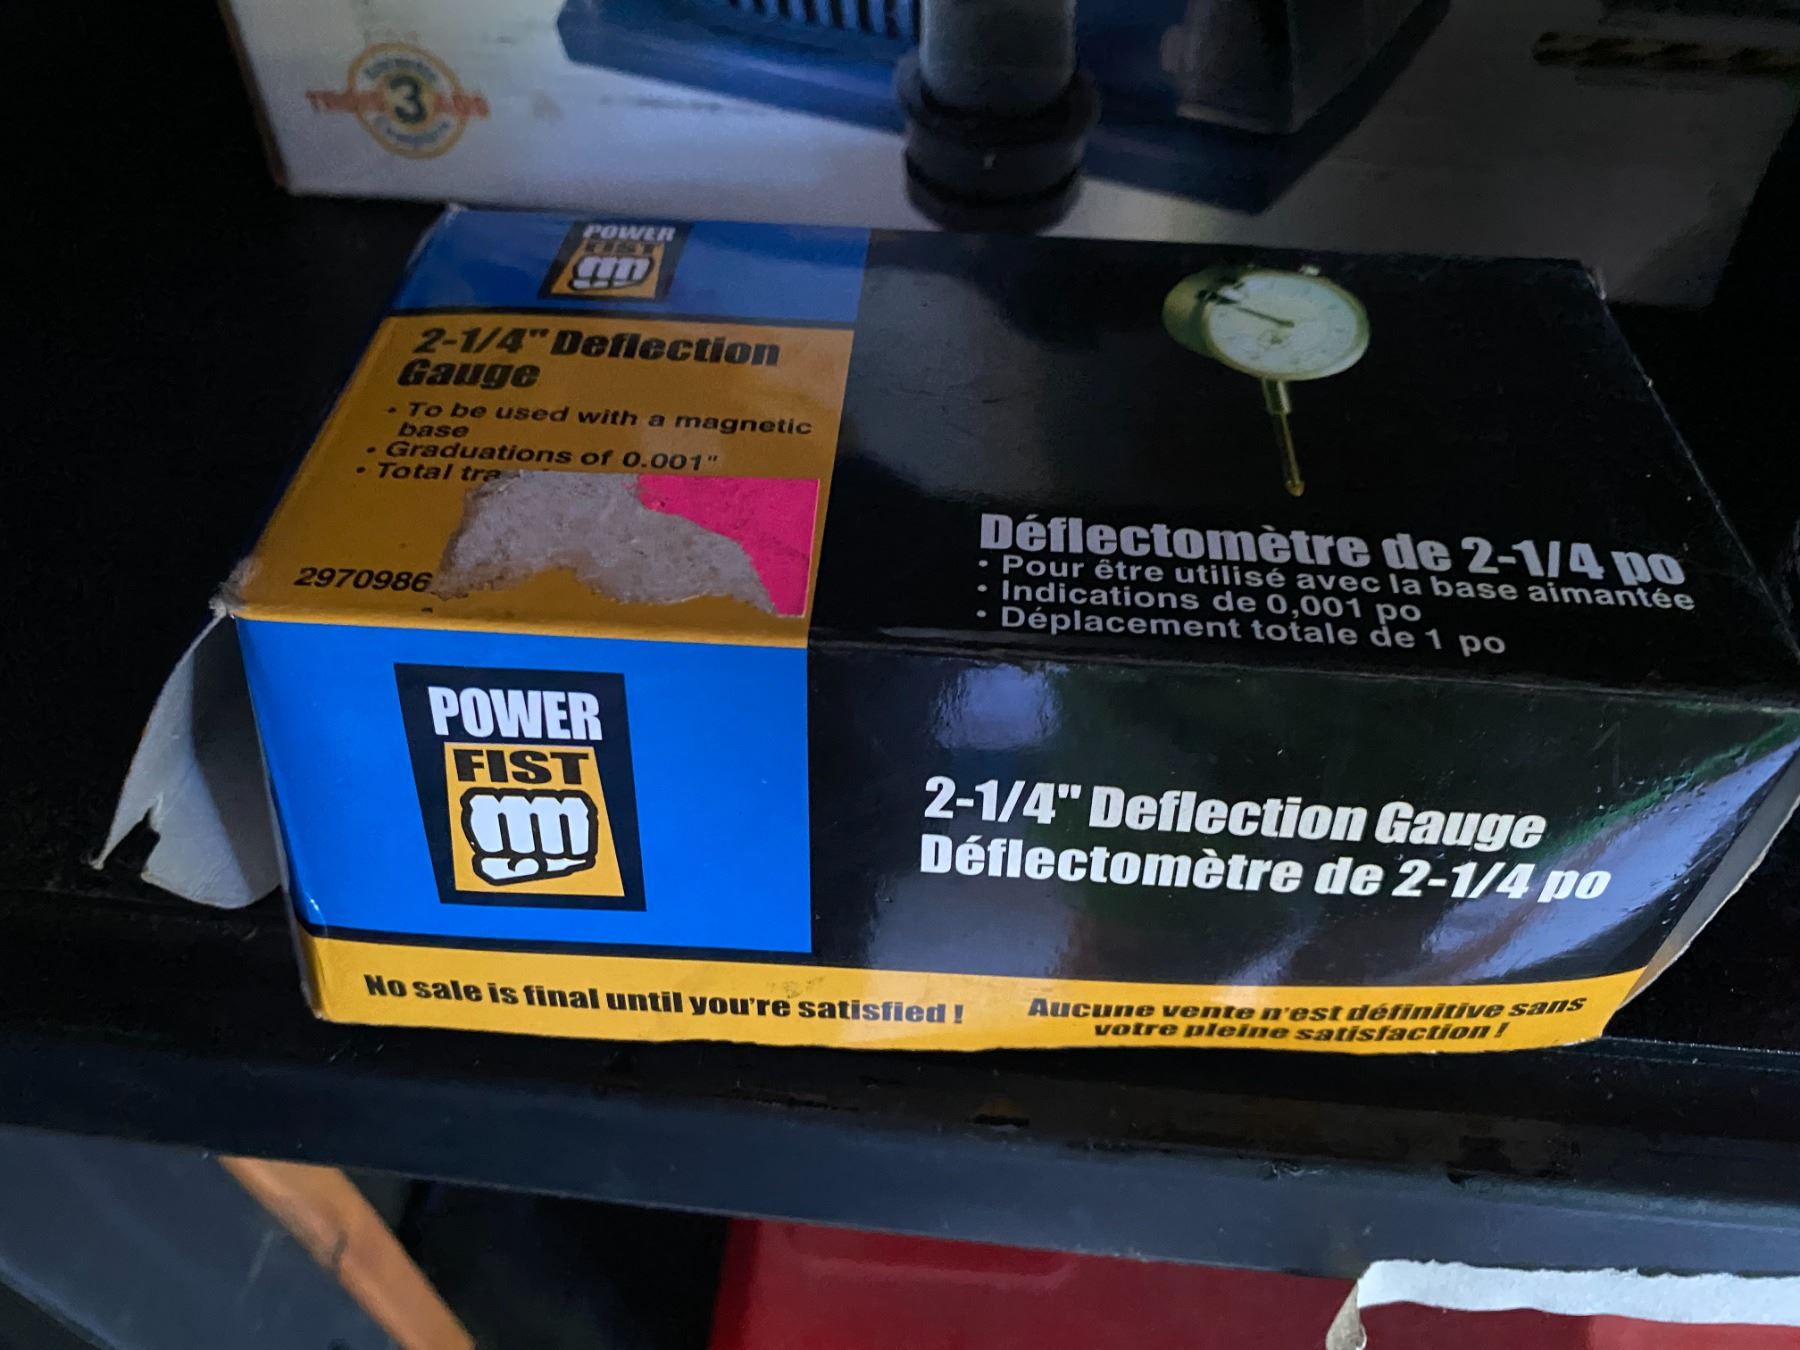 3
POWER
FIST
2-1/4" Deflection
Gauge
• To be used with a magnetic
base
• Graduations of 0.001"
• Total
2970986
Déflectomètre de 2-1/4 po
• Pour être utilisé avec la base aimantée
• Indications de 0,001 po
• Déplacement totale de 1 po
POWER
FIST
2-1/4" Deflection Gauge
Déflectomètre de 2-1/4 po
No sale is final until you're satisfied !
Aucune vente n'est définitive sans
votre pleine satisfaction !